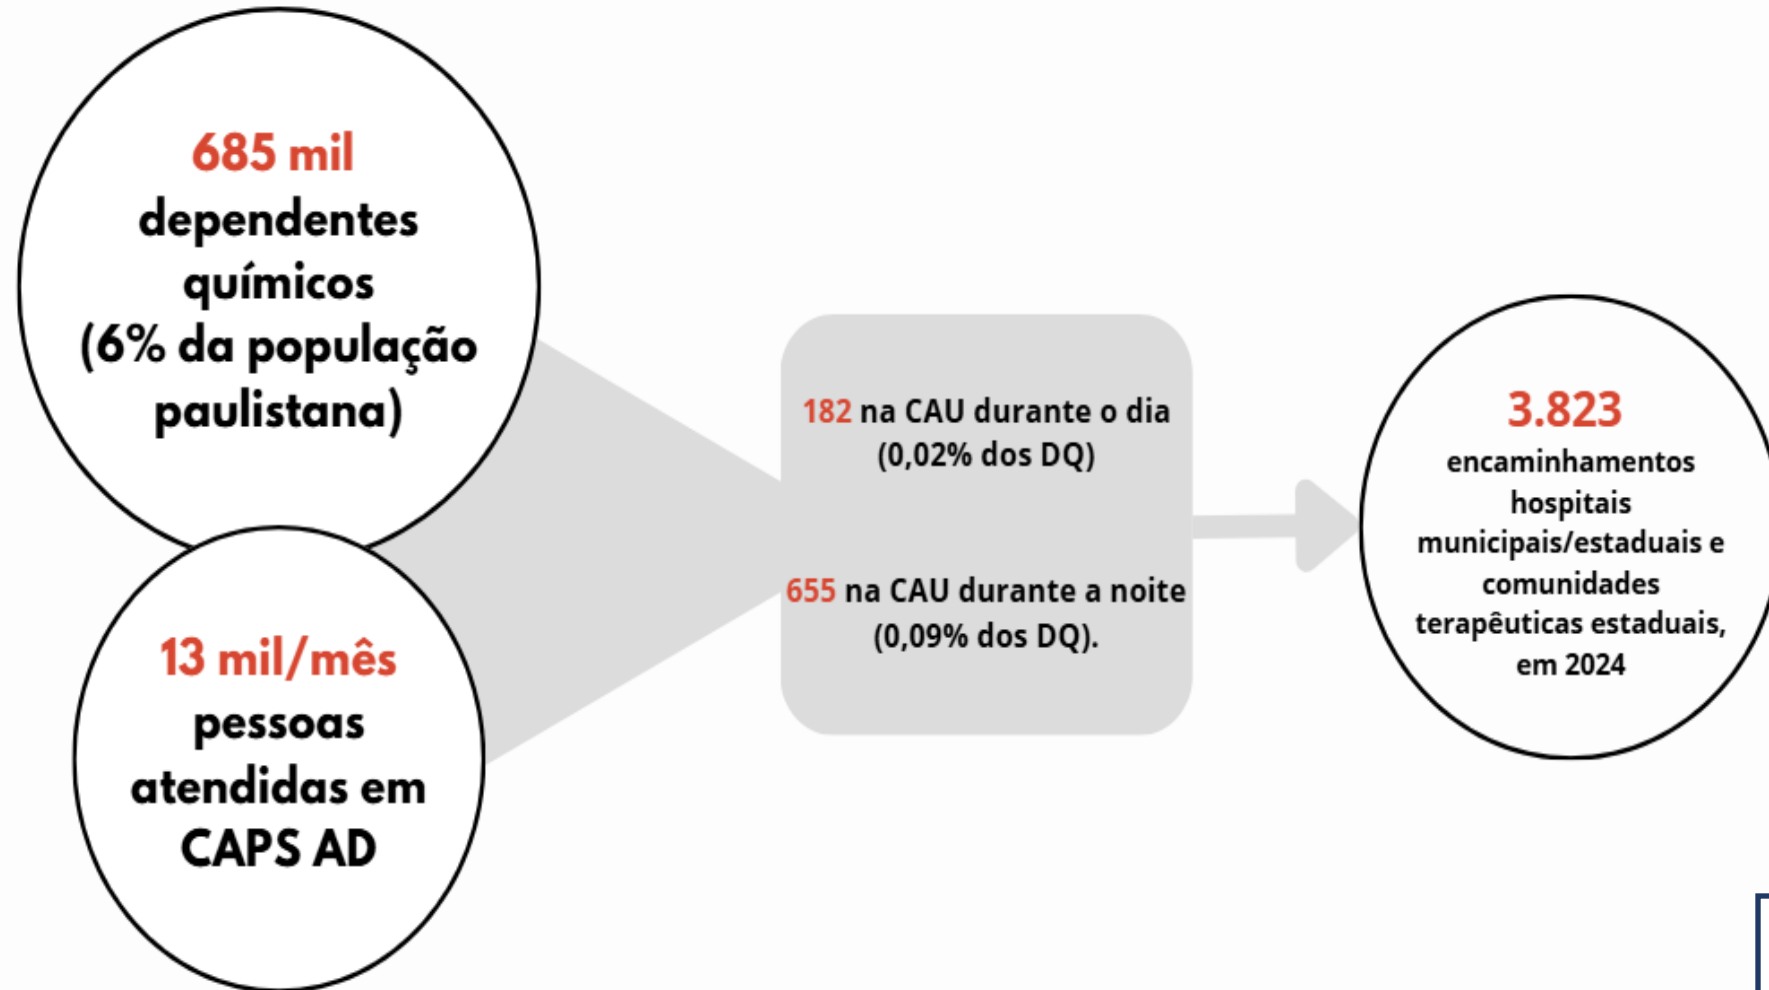 685 mil
dependentes
químicos
(6% da população
paulistana)
13 mil/mês
pessoas
atendidas em
CAPS AD
182 na CAU durante o dia
(0,02% dos DQ)
655 na CAU durante a noite
(0,09% dos DQ).
3.823
encaminhamentos
hospitais
municipais/estaduais e
comunidades
terapêuticas estaduais,
em 2024